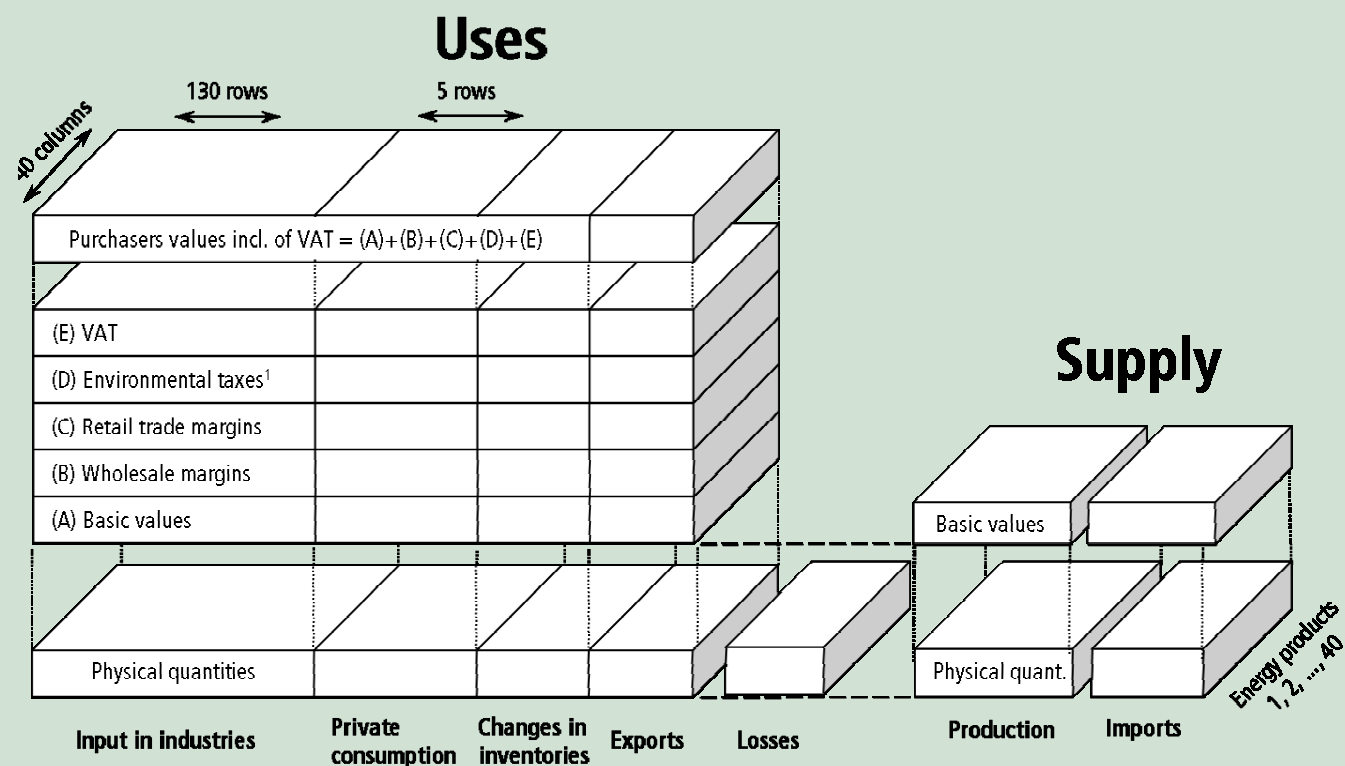 Uses
130 rows
5 rows
40 columns
Purchasers values incl. of VAT = (A)+(B)+(C)+(D)+(E)
(E) VAT
(D) Environmental taxes¹
(C) Retail trade margins
(B) Wholesale margins
(A) Basic values
Supply
Basic values
Physical quantities
Physical quant.
Energy products
1, 2, ..., 40
Input in industries
Private
consumption
Changes in
inventories
Exports
Losses
Production
Imports